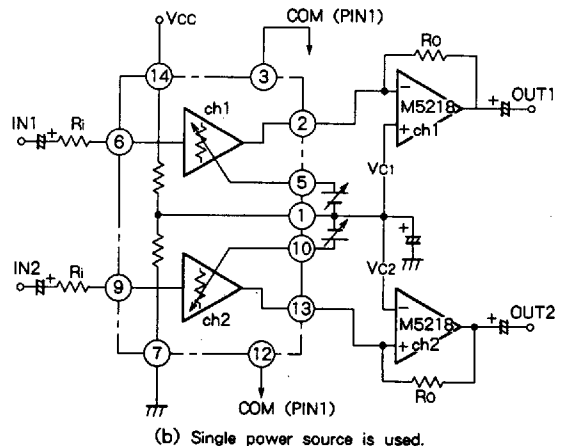 Vcc
COM (PIN1)
14
3
Ro
ch1
2
−
M5218
+
ch1
+
OUT1
IN1
+
Ri
6
5
VC1
1
+
10
VC2
IN2
+
Ri
9
ch2
13
−
M5218
+
ch2
+
OUT2
7
12
Ro
COM (PIN1)
(b) Single power source is used.